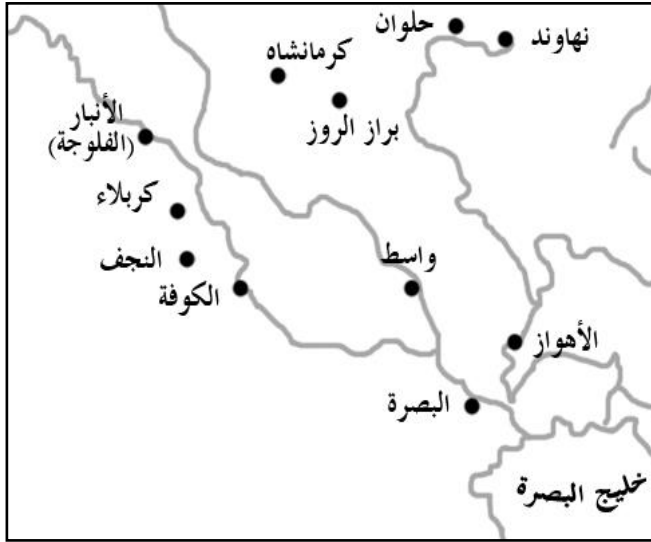 حلوان
نهاوند
كرمانشاه
براز الروز
الأنبار
(الفلوجة)
كربلاء
النجف
الكوفة
واسط
الأهواز
البصرة
خليج البصرة